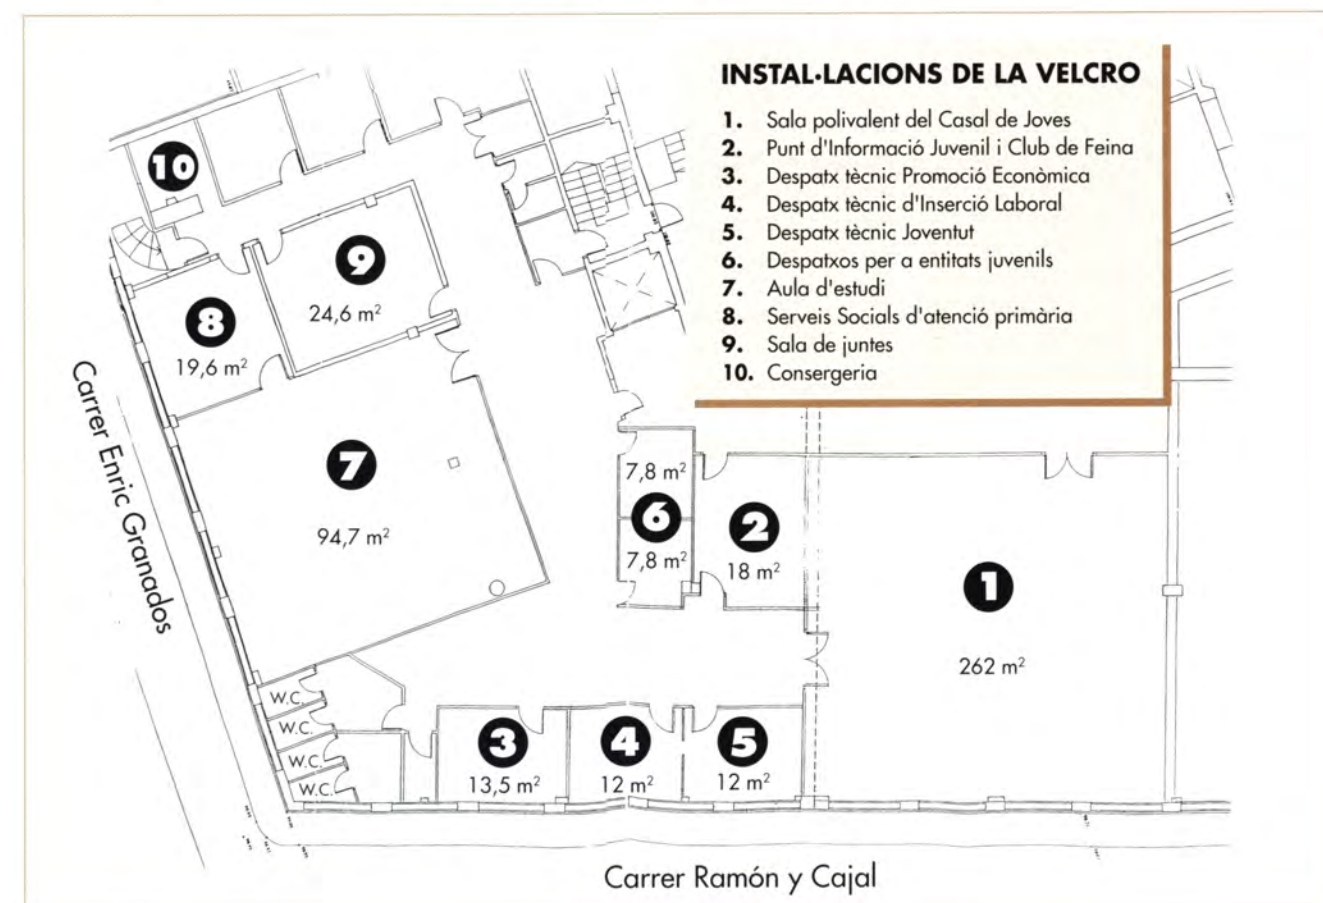 INSTAL·LACIONS DE LA VELCRO
1. Sala polivalent del Casal de Joves
2. Punt d'Informació Juvenil i Club de Feina
3. Despatx tècnic Promoció Econòmica
4. Despatx tècnic d'Inserció Laboral
5. Despatx tècnic Joventut
6. Despatxos per a entitats juvenils
7. Aula d'estudi
8. Serveis Socials d'atenció primària
9. Sala de juntes
10. Consergeria
10
9
24,6 m²
8
19,6 m²
Carrer Enric Granados
7
94,7 m²
7,8 m²
6
7,8 m²
2
18 m²
1
262 m²
W.C.
W.C.
W.C.
W.C.
3
13,5 m²
4
12 m²
5
12 m²
Carrer Ramón y Cajal